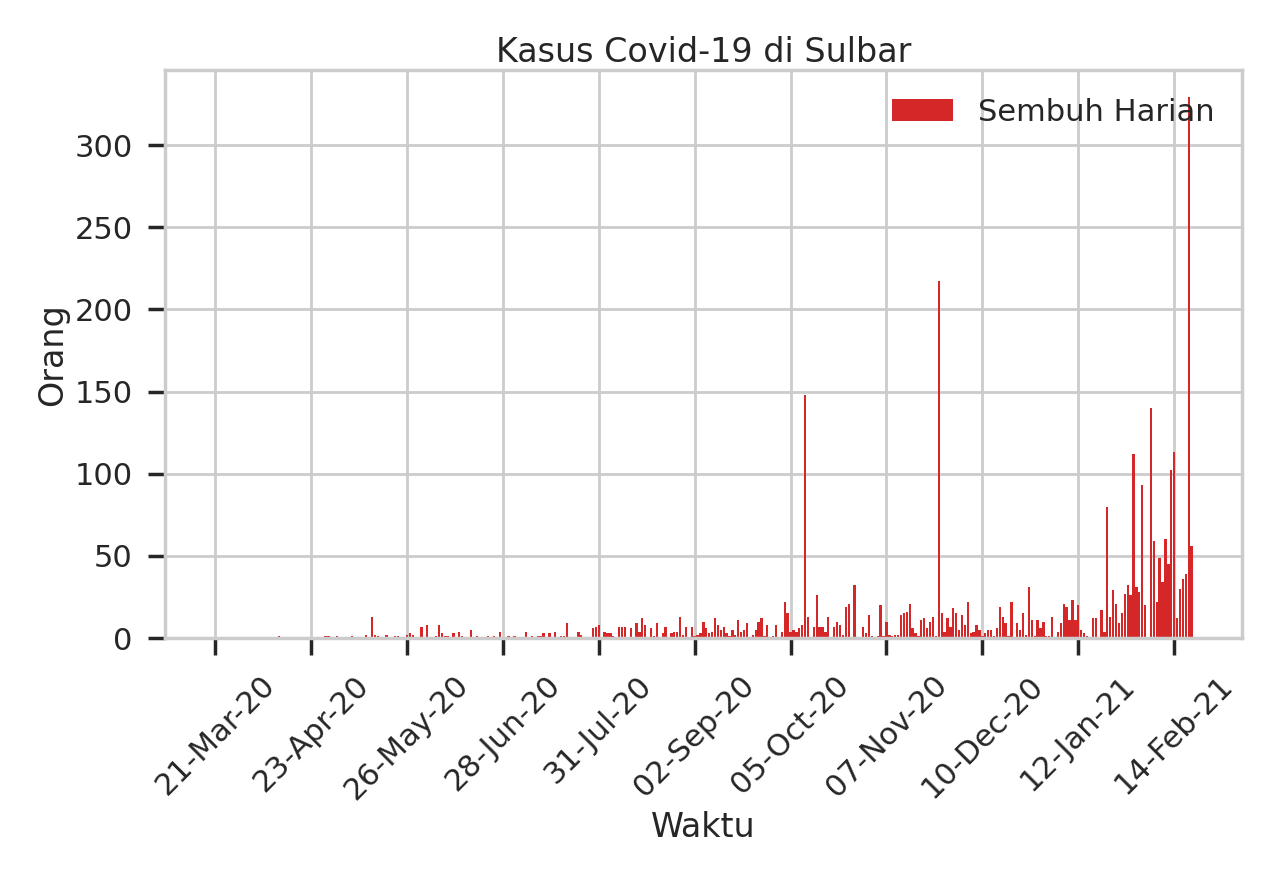 Kasus Covid-19 di Sulbar
Sembuh Harian
Orang
300
250
200
150
100
50
0
21-Mar-20
23-Apr-20
26-May-20
28-Jun-20
31-Jul-20
02-Sep-20
05-Oct-20
07-Nov-20
10-Dec-20
12-Jan-21
14-Feb-21
Waktu